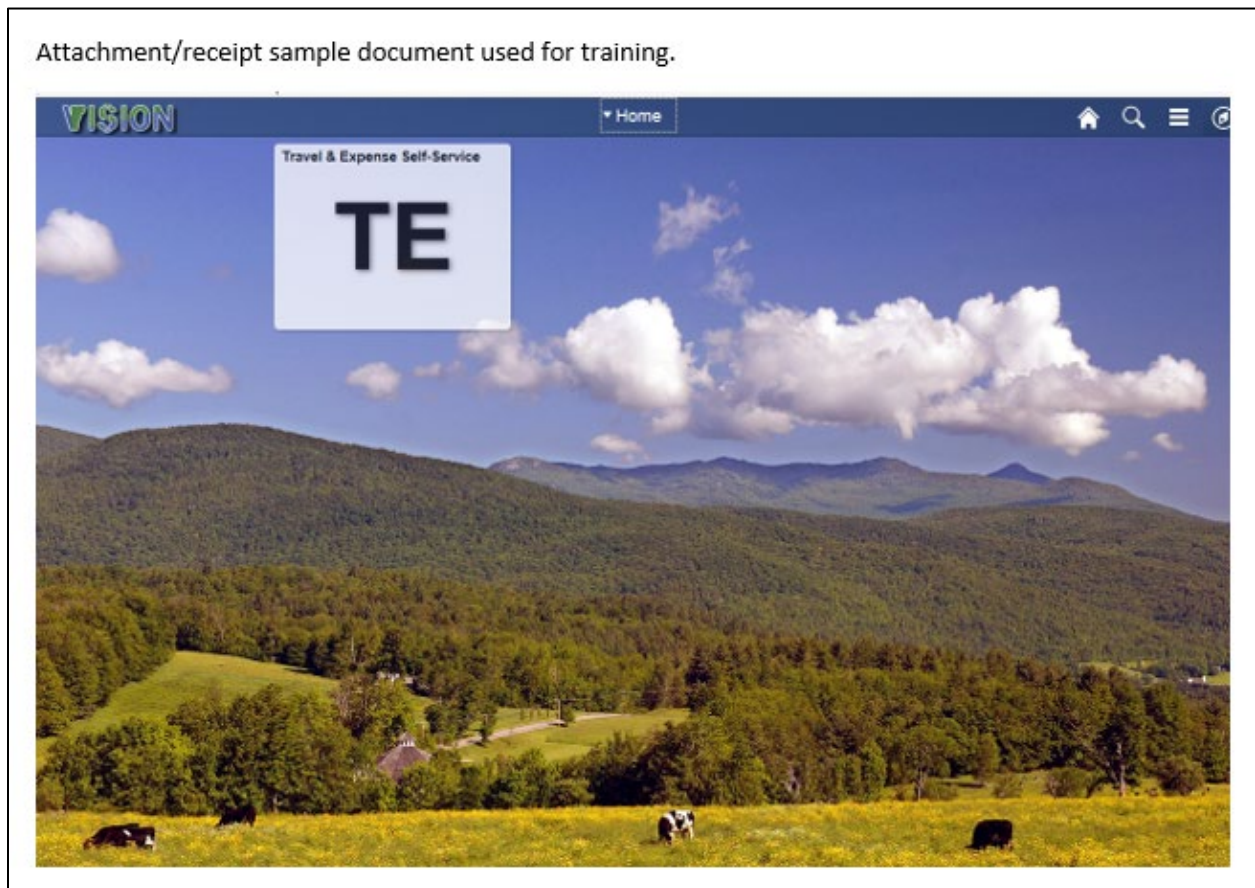 Attachment/receipt sample document used for training.
VISION
Home
Travel & Expense Self-Service
TE